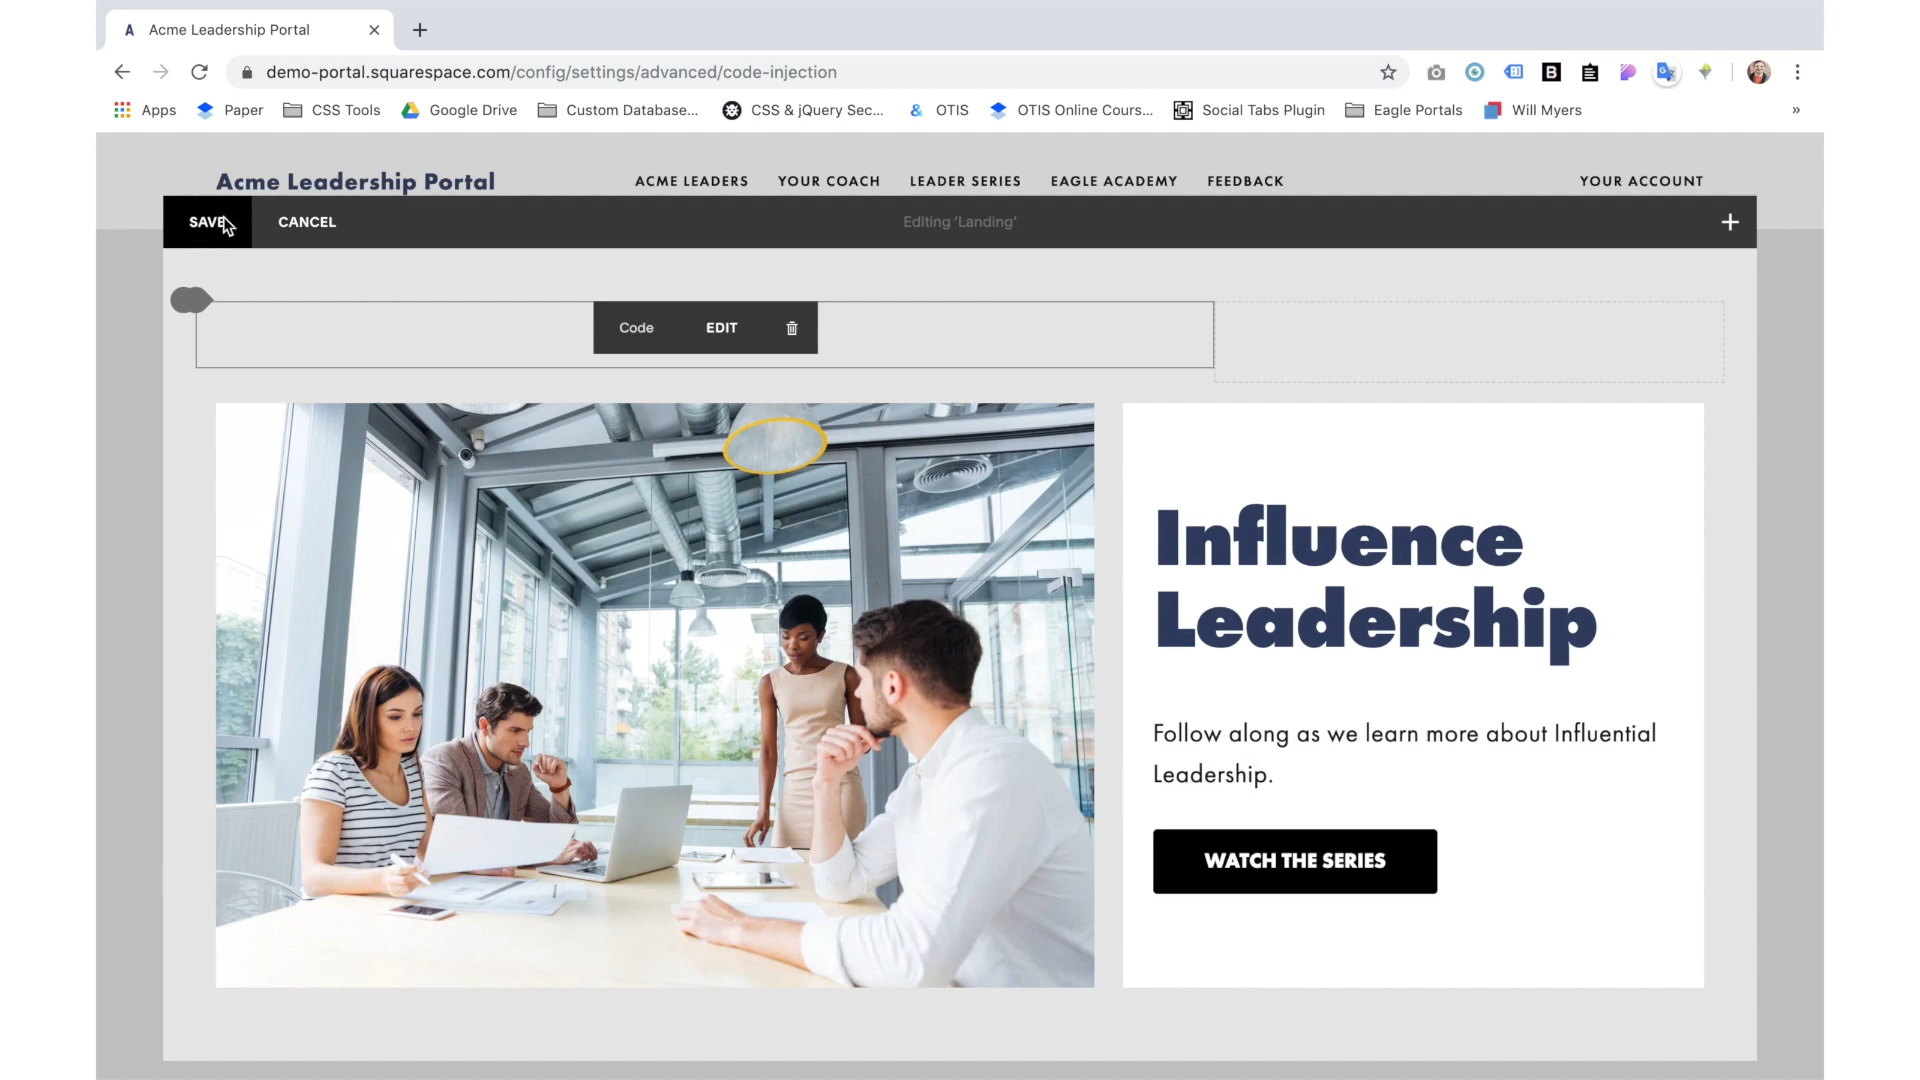 A Acme Leadership Portal
demo-portal.squarespace.com/config/settings/advanced/code-injection
Apps Paper CSS Tools Google Drive Custom Database... CSS & jQuery Sec... & OTIS OTIS Online Cours... Social Tabs Plugin Eagle Portals Will Myers »
Acme Leadership Portal ACME LEADERS YOUR COACH LEADER SERIES EAGLE ACADEMY FEEDBACK YOUR ACCOUNT
SAVE CANCEL Editing ‘Landing’
Code EDIT
Influence
Leadership
Follow along as we learn more about Influential
Leadership.
WATCH THE SERIES